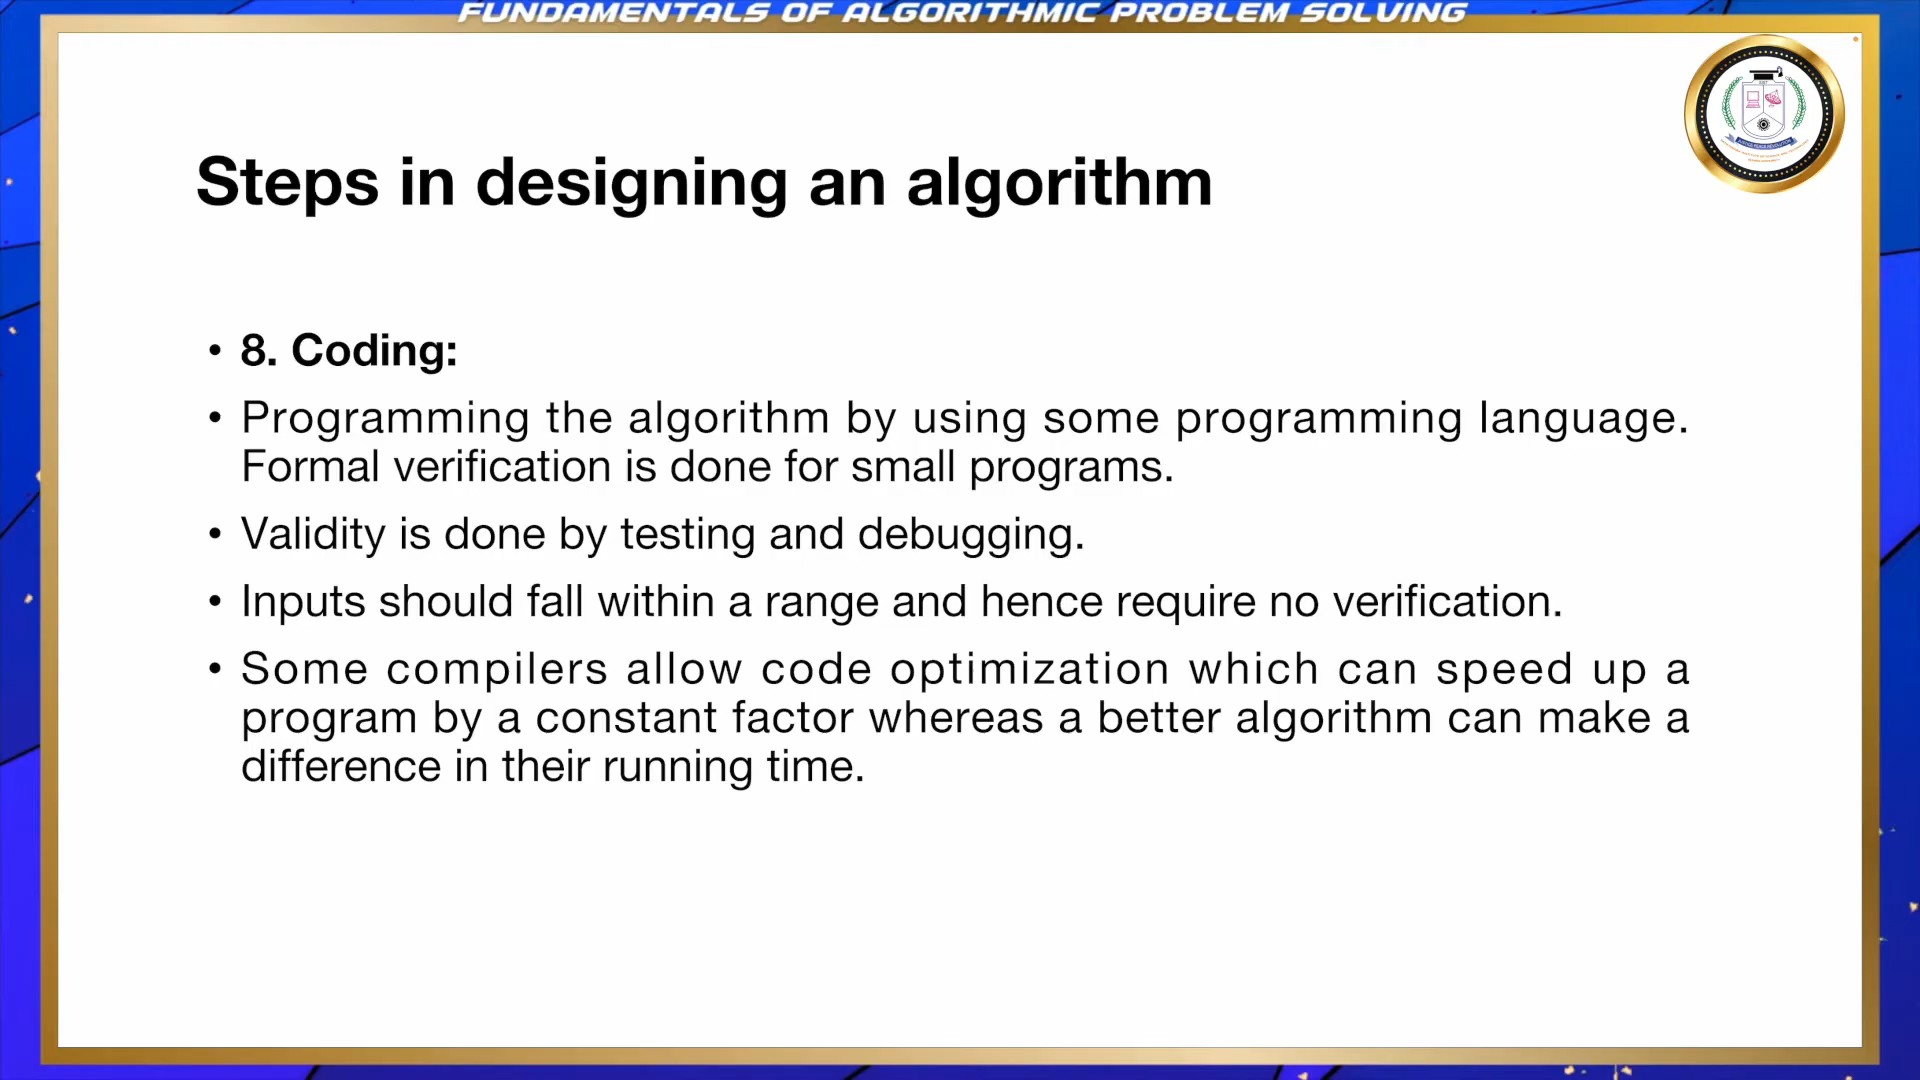 FUNDAMENTALS OF ALGORITHMIC PROBLEM SOLVING
Steps in designing an algorithm
• 8. Coding:
• Programming the algorithm by using some programming language.
Formal verification is done for small programs.
• Validity is done by testing and debugging.
• Inputs should fall within a range and hence require no verification.
• Some compilers allow code optimization which can speed up a
program by a constant factor whereas a better algorithm can make a
difference in their running time.